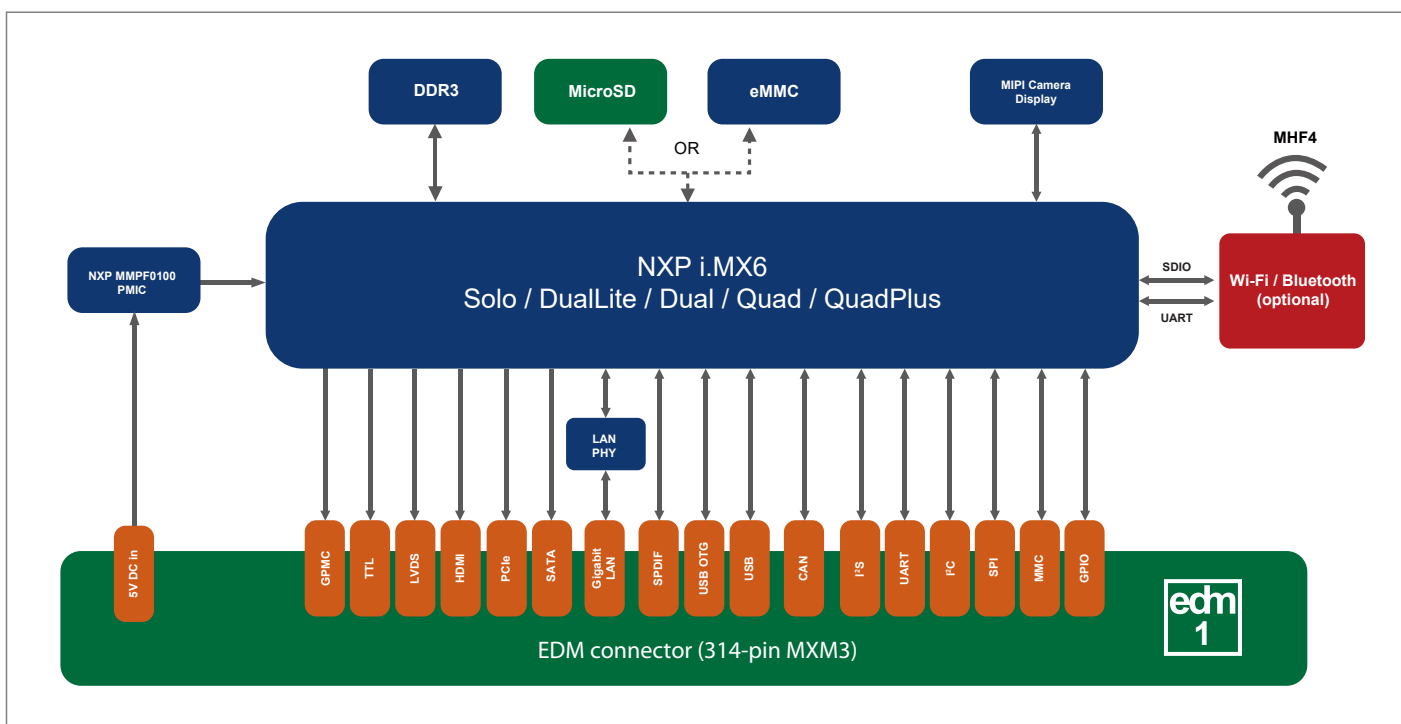 DDR3
MicroSD
eMMC
MIPI Camera
Display
OR
MHF4
NXP MMPF0100
PMIC
NXP i.MX6
Solo / DualLite / Dual / Quad / QuadPlus
SDIO
UART
Wi-Fi / Bluetooth
(optional)
LAN
PHY
5V DC in
GPMC
TTL
LVDS
HDMI
PCIe
SATA
Gigabit
LAN
SPDIF
USB OTG
USB
CAN
I²S
UART
I²C
SPI
MMC
GPIO
EDM connector (314-pin MXM3)
edm
1